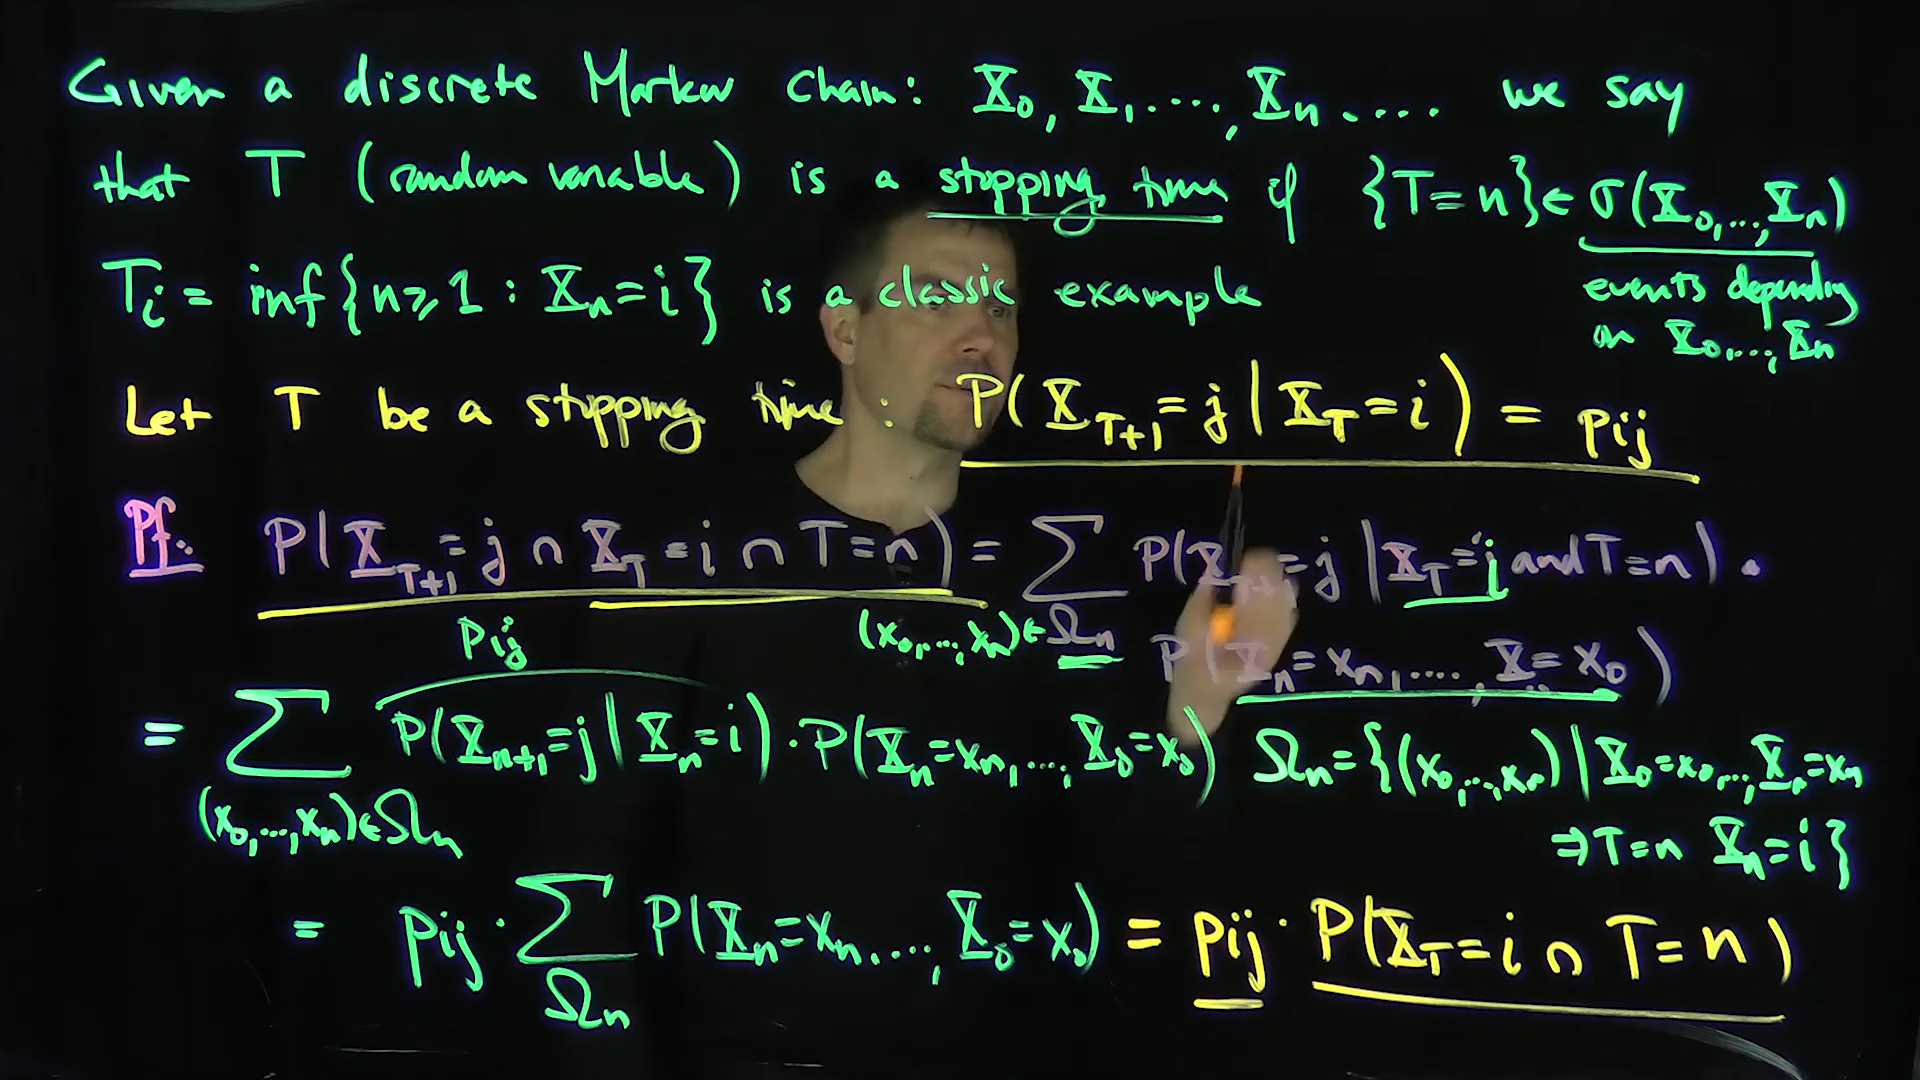 Given a discrete Markov Chain: X₀, X₁, ...., Xₙ .... we say
that T (random variable) is a stopping time if {T=n}∈ σ(X₀,...,Xₙ)
Tᵢ = inf{n≥1 : Xₙ=i} is a classic example
events depending
on X₀,...,Xₙ
Let T be a stopping time : P(X_{T+1}=j | X_T=i) = pij
Pf: P(X_{T+1}=j ∩ X_T=i ∩ T=n) = ∑_{(x₀,...,xₙ)∈Ωₙ} P(X_{T+1}=j | X_T=i and T=n) ·
P(Xₙ=xₙ,....,X₀=x₀)
pij
= ∑_{(x₀,...,xₙ)∈Ωₙ} P(X_{n+1}=j | Xₙ=i) · P(Xₙ=xₙ,...,X₀=x₀)
Ωₙ={(x₀,...,xₙ) | X₀=x₀,...,Xₙ=xₙ
⇒ T=n Xₙ=i}
= pij · ∑_{Ωₙ} P(Xₙ=xₙ,...,X₀=x₀) = pij · P(X_T=i ∩ T=n)